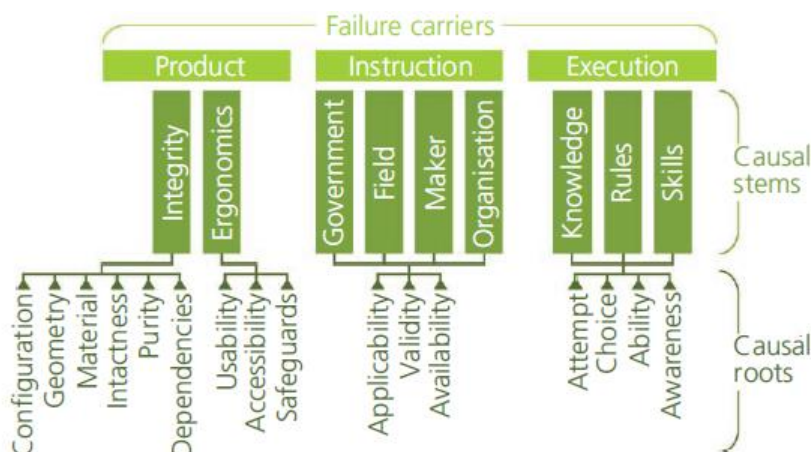 Failure carriers
Product
Instruction
Execution
Integrity
Ergonomics
Government
Field
Maker
Organisation
Knowledge
Rules
Skills
Causal
stems
Configuration
Geometry
Material
Intactness
Purity
Dependencies
Usability
Accessibility
Safeguards
Applicability
Validity
Availability
Attempt
Choice
Ability
Awareness
Causal
roots